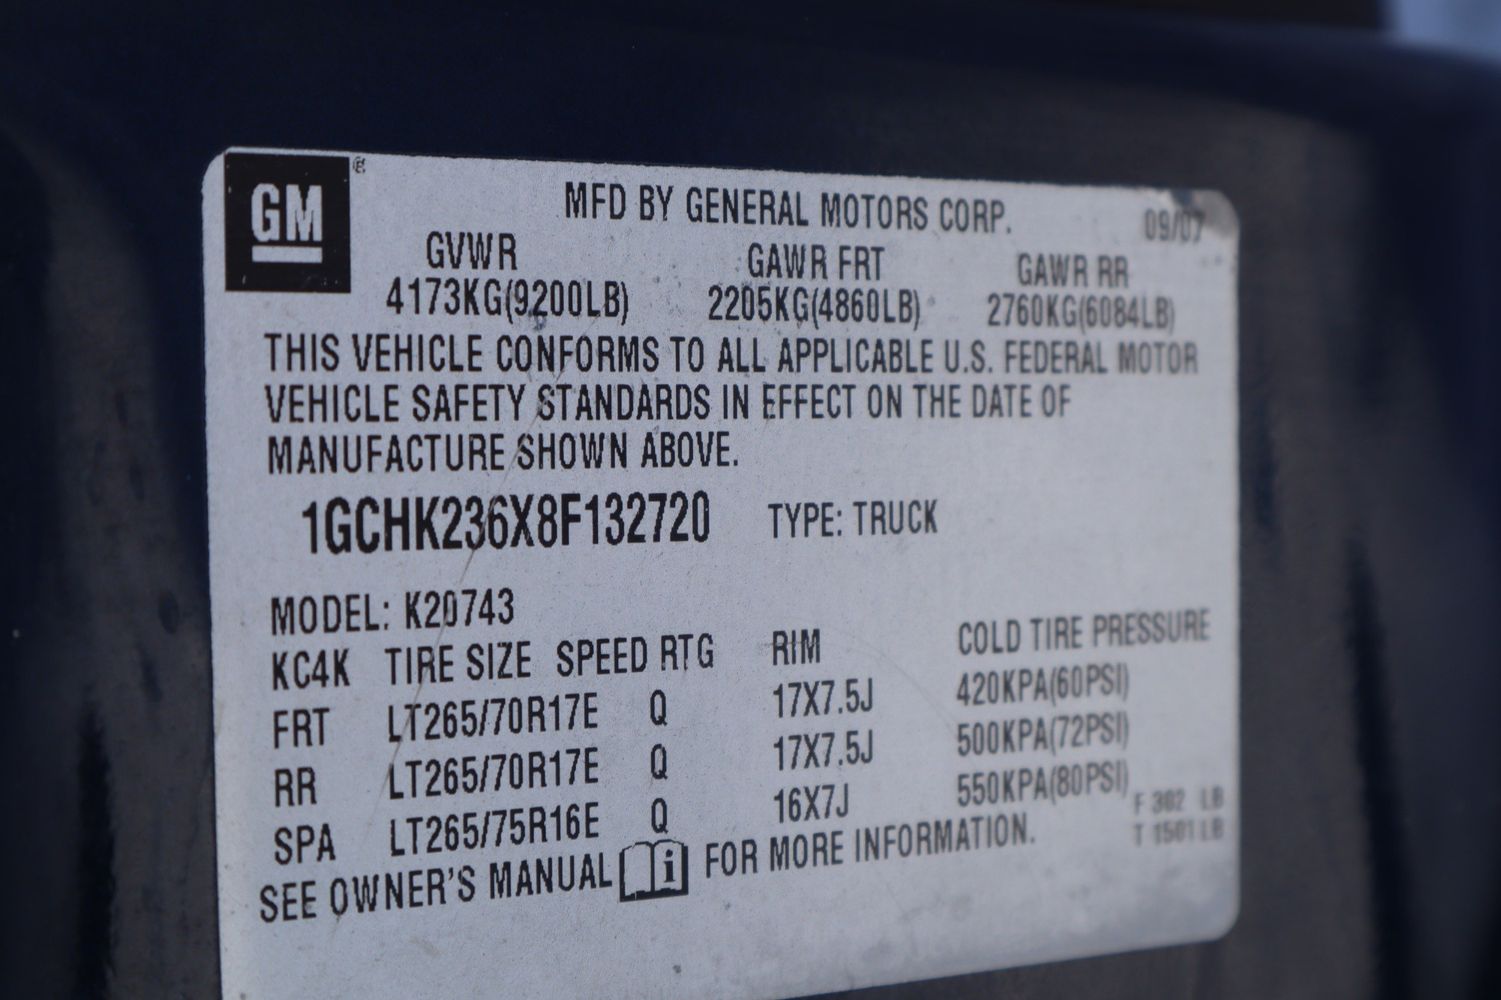 GM
MFD BY GENERAL MOTORS CORP. 09/07
GVWR GAWR FRT GAWR RR
4173KG(9200LB) 2205KG(4860LB) 2760KG(6084LB)
THIS VEHICLE CONFORMS TO ALL APPLICABLE U.S. FEDERAL MOTOR
VEHICLE SAFETY STANDARDS IN EFFECT ON THE DATE OF
MANUFACTURE SHOWN ABOVE.
1GCHK236X8F132720 TYPE: TRUCK
MODEL: K20743
KC4K TIRE SIZE SPEED RTG RIM COLD TIRE PRESSURE
FRT LT265/70R17E Q 17X7.5J 420KPA(60PSI)
RR LT265/70R17E Q 17X7.5J 500KPA(72PSI)
SPA LT265/75R16E Q 16X7J 550KPA(80PSI)
F 302 LB
T 1501 LB
SEE OWNER'S MANUAL i FOR MORE INFORMATION.